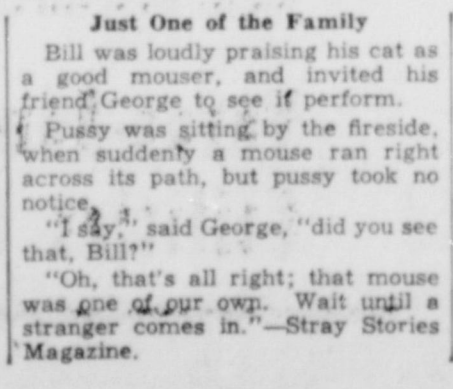 Just One of the Family
Bill was loudly praising his cat as
a good mouser, and invited his
friend George to see it perform.
Pussy was sitting by the fireside,
when suddenly a mouse ran right
across its path, but pussy took no
notice.
"I say," said George, "did you see
that, Bill?"
"Oh, that's all right; that mouse
was one of our own. Wait until a
stranger comes in."—Stray Stories
Magazine.